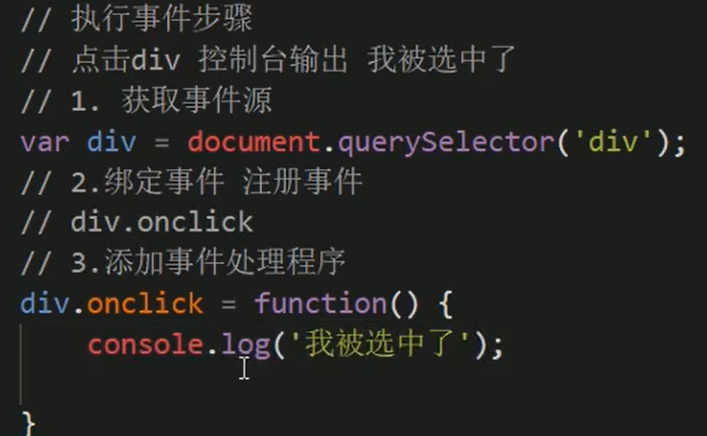 // 执行事件步骤
// 点击div 控制台输出 我被选中了
// 1. 获取事件源
var div = document.querySelector('div');
// 2.绑定事件 注册事件
// div.onclick
// 3.添加事件处理程序
div.onclick = function() {
    console.log('我被选中了');
}